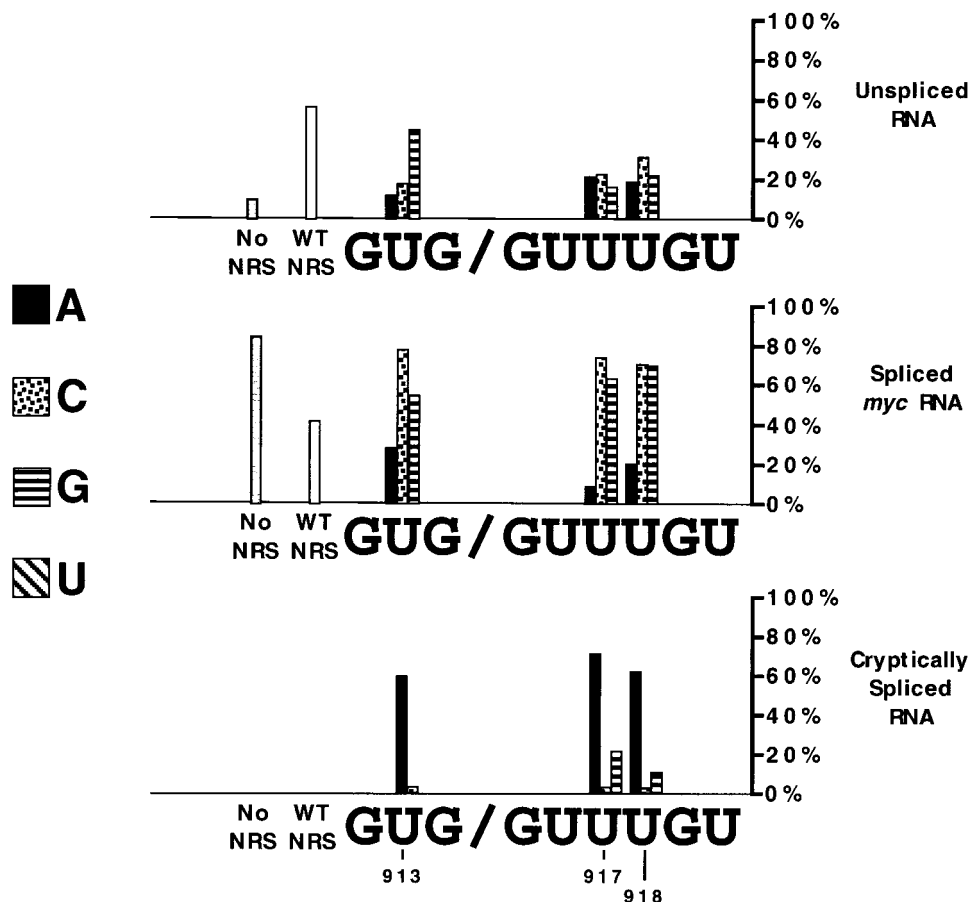 100%
80%
60%
40%
20%
0%
Unspliced
RNA
No
NRS
WT
NRS
GUG/GUUUGU
A
C
G
U
100%
80%
60%
40%
20%
0%
Spliced
myc RNA
No
NRS
WT
NRS
GUG/GUUUGU
100%
80%
60%
40%
20%
0%
Cryptically
Spliced
RNA
No
NRS
WT
NRS
GUG/GUUUGU
913
917
918